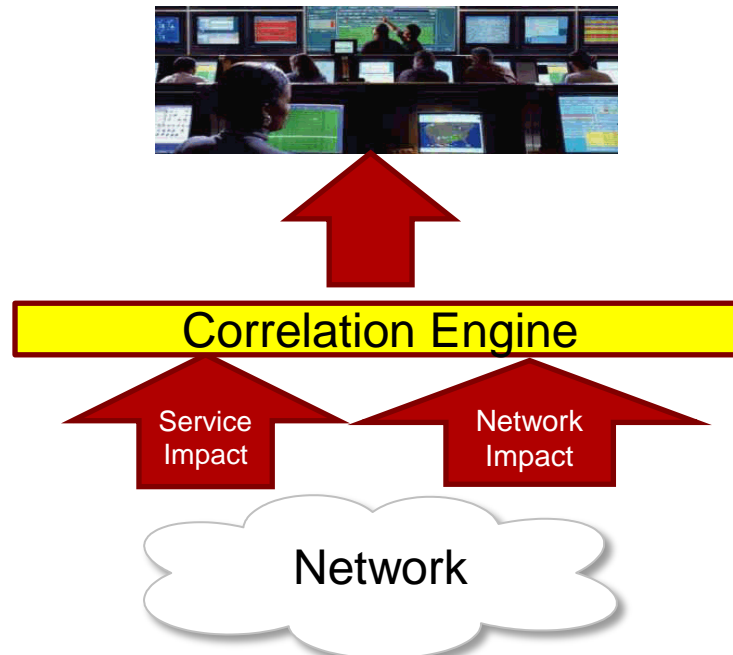 Correlation Engine
Service
Impact
Network
Impact
Network